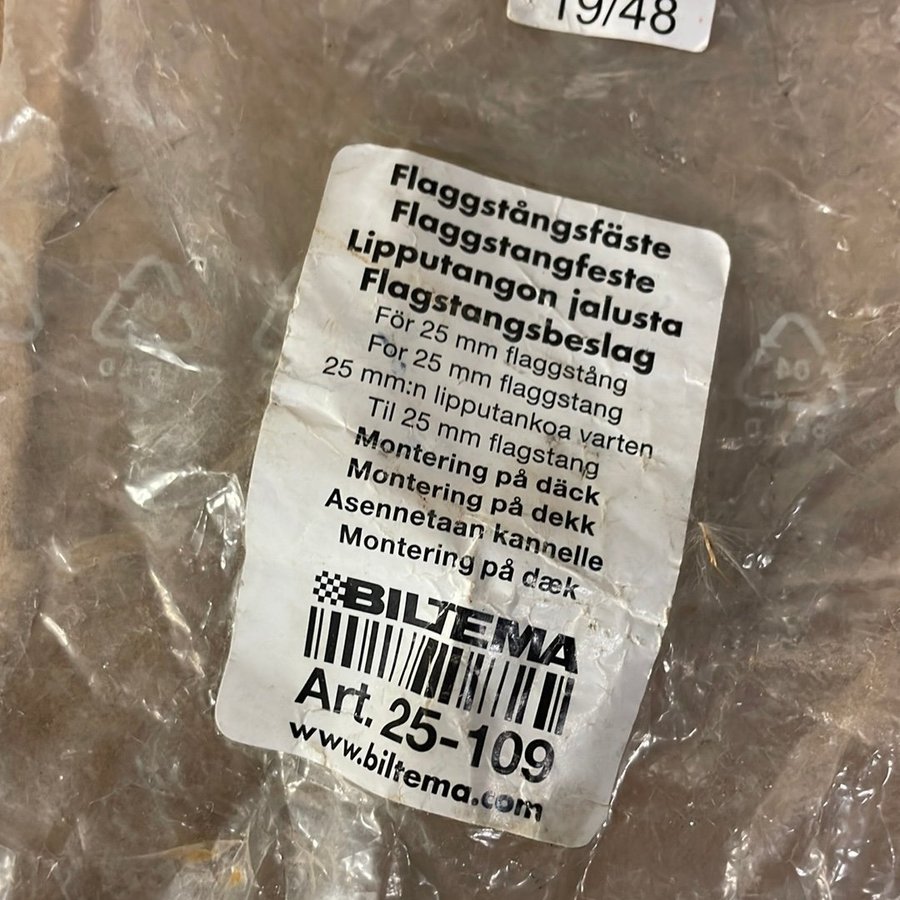 19/48
Flaggstångsfäste
Flaggstangfeste
Lipputangon jalusta
Flagstangsbeslag
För 25 mm flaggstång
For 25 mm flaggstang
25 mm:n lipputankoa varten
Til 25 mm flagstang
Montering på däck
Montering på dekk
Asennetaan kannelle
Montering på dæk
BILTEMA
Art. 25-109
www.biltema.com
04